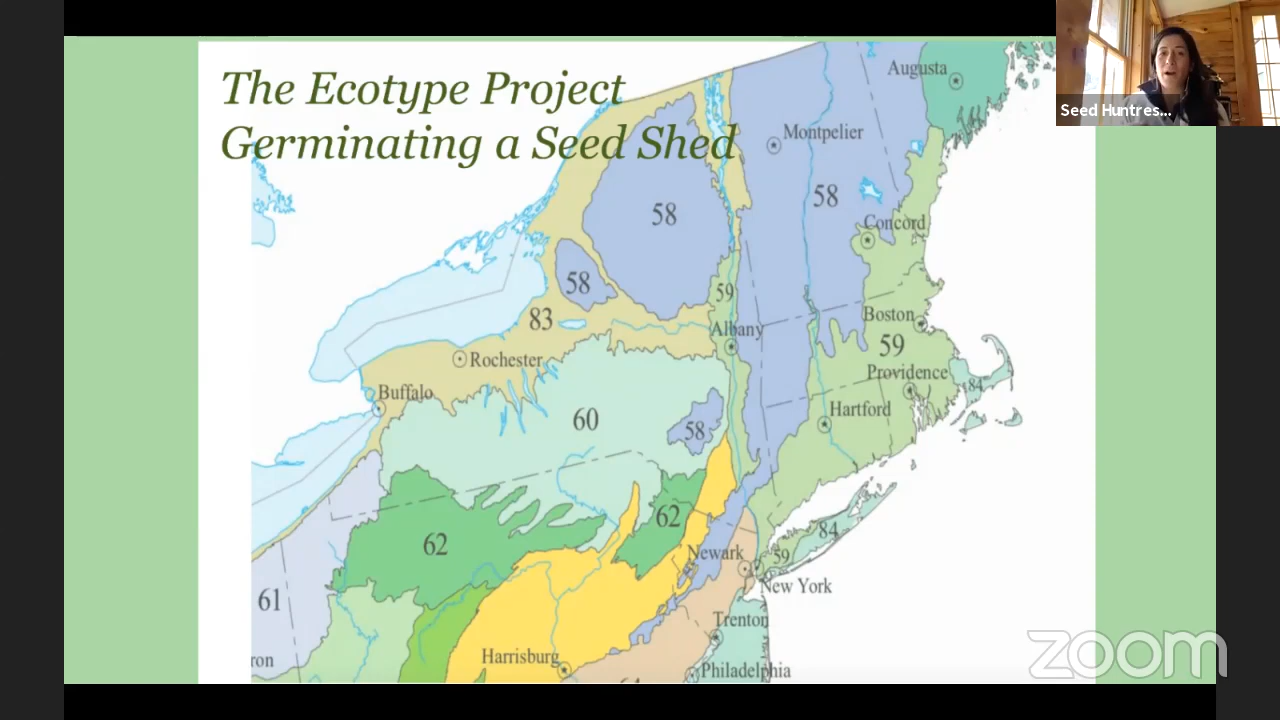 The Ecotype Project
Germinating a Seed Shed
Seed Huntres...
Augusta
Montpelier
58
58
Concord
58
59
83
Albany
Boston
59
Rochester
Providence
84
Buffalo
Hartford
60
58
62
62
84
Newark
59
New York
61
Trenton
ron
Harrisburg
Philadelphia
64
zoom